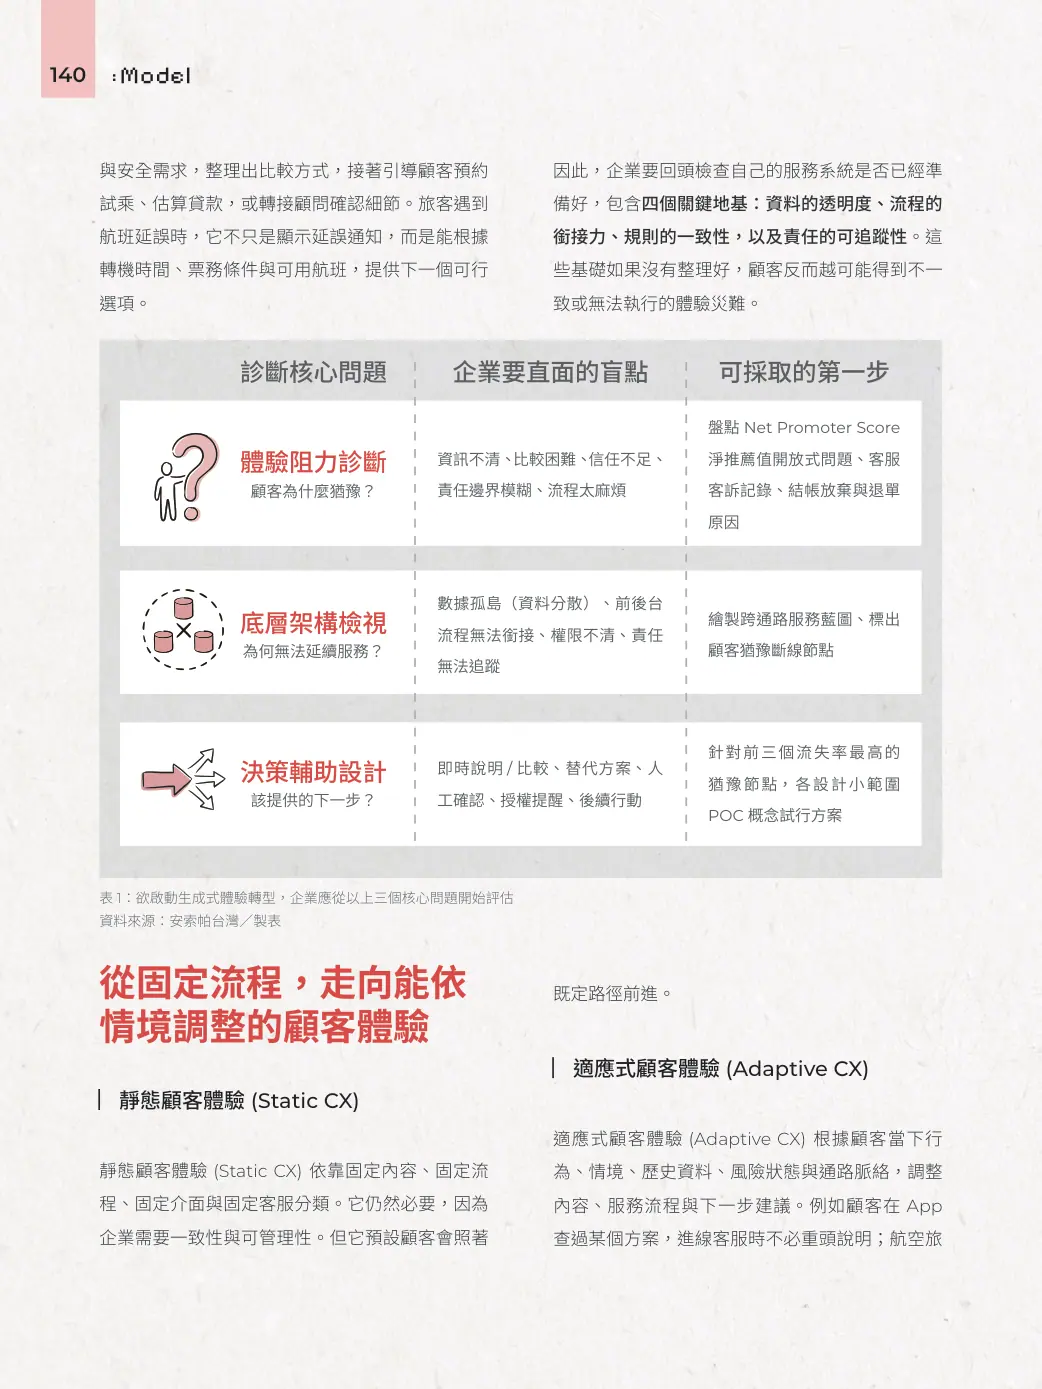 140
:Model
與安全需求，整理出比較方式，接著引導顧客預約
試乘、估算貸款，或轉接顧問確認細節。旅客遇到
航班延誤時，它不只是顯示延誤通知，而是能根據
轉機時間、票務條件與可用航班，提供下一個可行
選項。
因此，企業要回頭檢查自己的服務系統是否已經準
備好，包含四個關鍵地基：資料的透明度、流程的
銜接力、規則的一致性，以及責任的可追蹤性。這
些基礎如果沒有整理好，顧客反而越可能得到不一
致或無法執行的體驗災難。
診斷核心問題
企業要直面的盲點
可採取的第一步
體驗阻力診斷
顧客為什麼猶豫？
資訊不清、比較困難、信任不足、
責任邊界模糊、流程太麻煩
盤點 Net Promoter Score
淨推薦值開放式問題、客服
客訴記錄、結帳放棄與退單
原因
底層架構檢視
為何無法延續服務？
數據孤島（資料分散）、前後台
流程無法銜接、權限不清、責任
無法追蹤
繪製跨通路服務藍圖、標出
顧客猶豫斷線節點
決策輔助設計
該提供的下一步？
即時說明 / 比較、替代方案、人
工確認、授權提醒、後續行動
針對前三個流失率最高的
猶豫節點，各設計小範圍
POC 概念試行方案
表 1：欲啟動生成式體驗轉型，企業應從以上三個核心問題開始評估
資料來源：安索帕台灣／製表
從固定流程，走向能依
情境調整的顧客體驗
靜態顧客體驗 (Static CX)
靜態顧客體驗 (Static CX) 依靠固定內容、固定流
程、固定介面與固定客服分類。它仍然必要，因為
企業需要一致性與可管理性。但它預設顧客會照著
既定路徑前進。
適應式顧客體驗 (Adaptive CX)
適應式顧客體驗 (Adaptive CX) 根據顧客當下行
為、情境、歷史資料、風險狀態與通路脈絡，調整
內容、服務流程與下一步建議。例如顧客在 App
查過某個方案，進線客服時不必重頭說明；航空旅